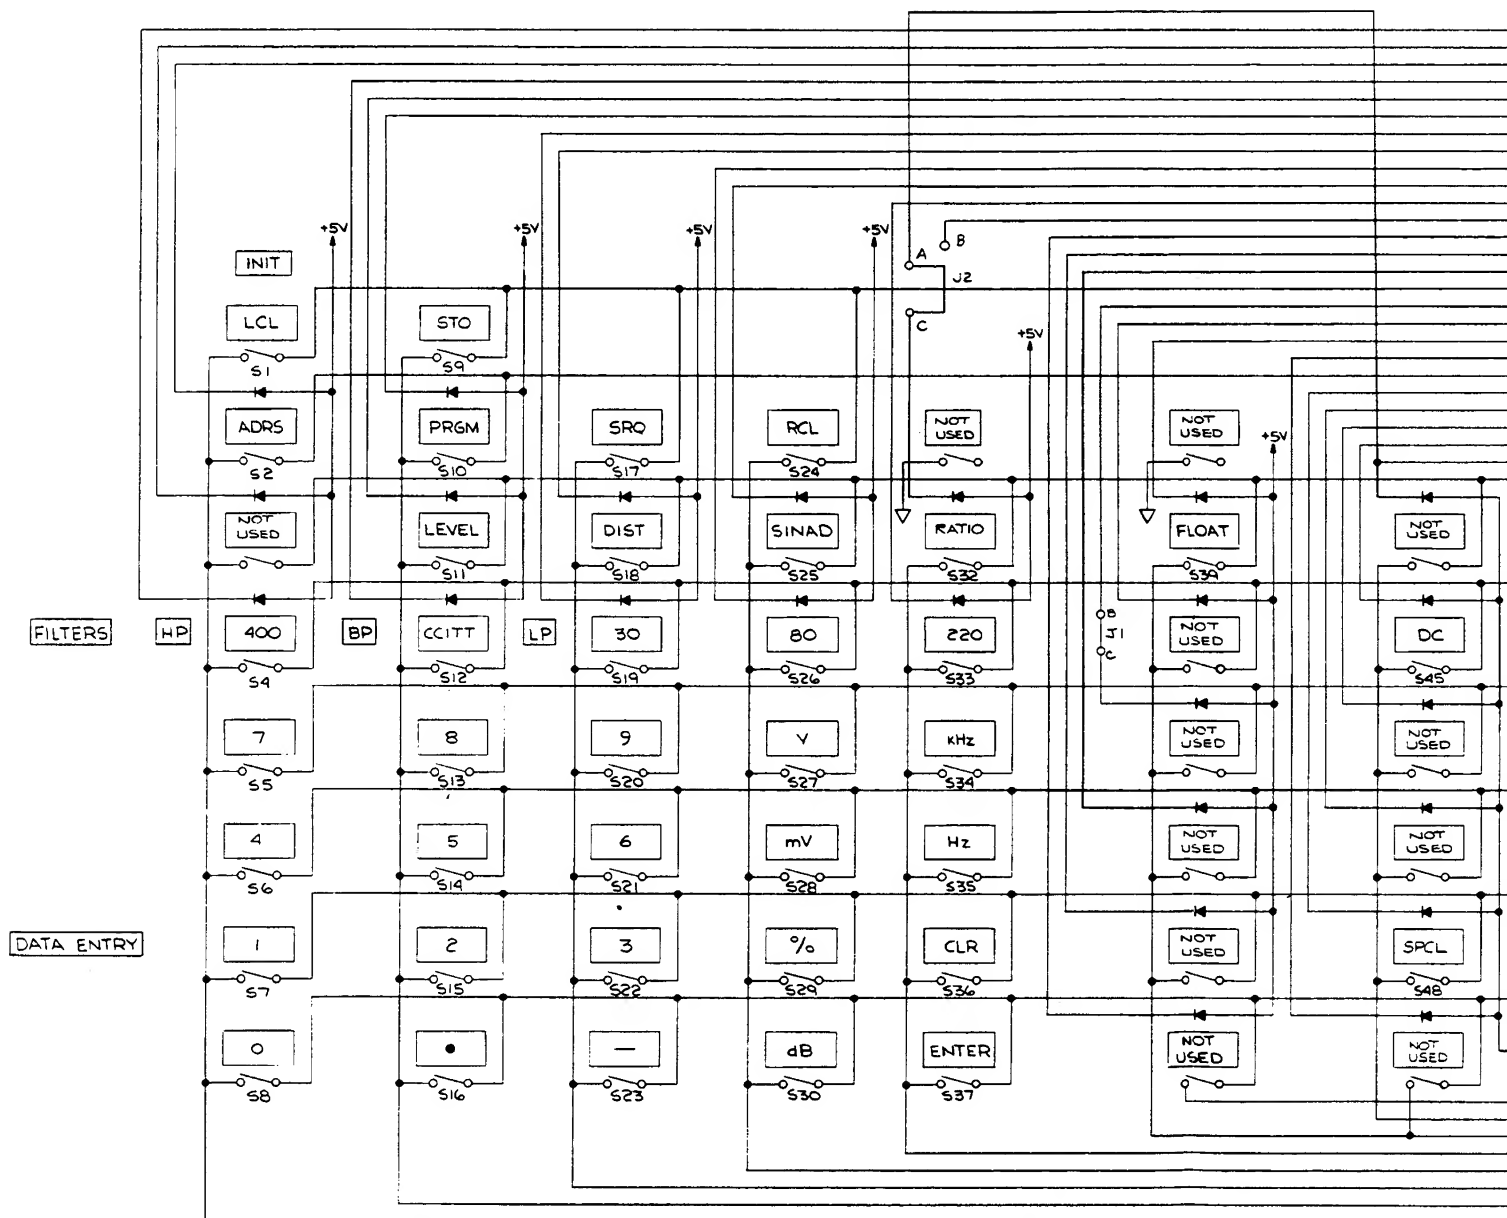 +5V +5V +5V +5V A B
INIT J2
LCL STO C +5V
S1 S9
ADRS PRGM SRQ RCL NOT USED NOT USED +5V
S2 S10 S17 S24
NOT USED LEVEL DIST SINAD RATIO FLOAT NOT USED
S11 S18 S25 S32 S39
FILTERS HP 400 BP CCITT LP 30 80 220 B J1 C NOT USED DC
S4 S12 S19 S26 S33 S45
7 8 9 V KHz NOT USED NOT USED
S5 S13 S20 S27 S34
4 5 6 mV Hz NOT USED NOT USED
S6 S14 S21 S28 S35
DATA ENTRY 1 2 3 % CLR NOT USED SPCL
S7 S15 S22 S29 S36 S48
0 • — dB ENTER NOT USED NOT USED
S8 S16 S23 S30 S37